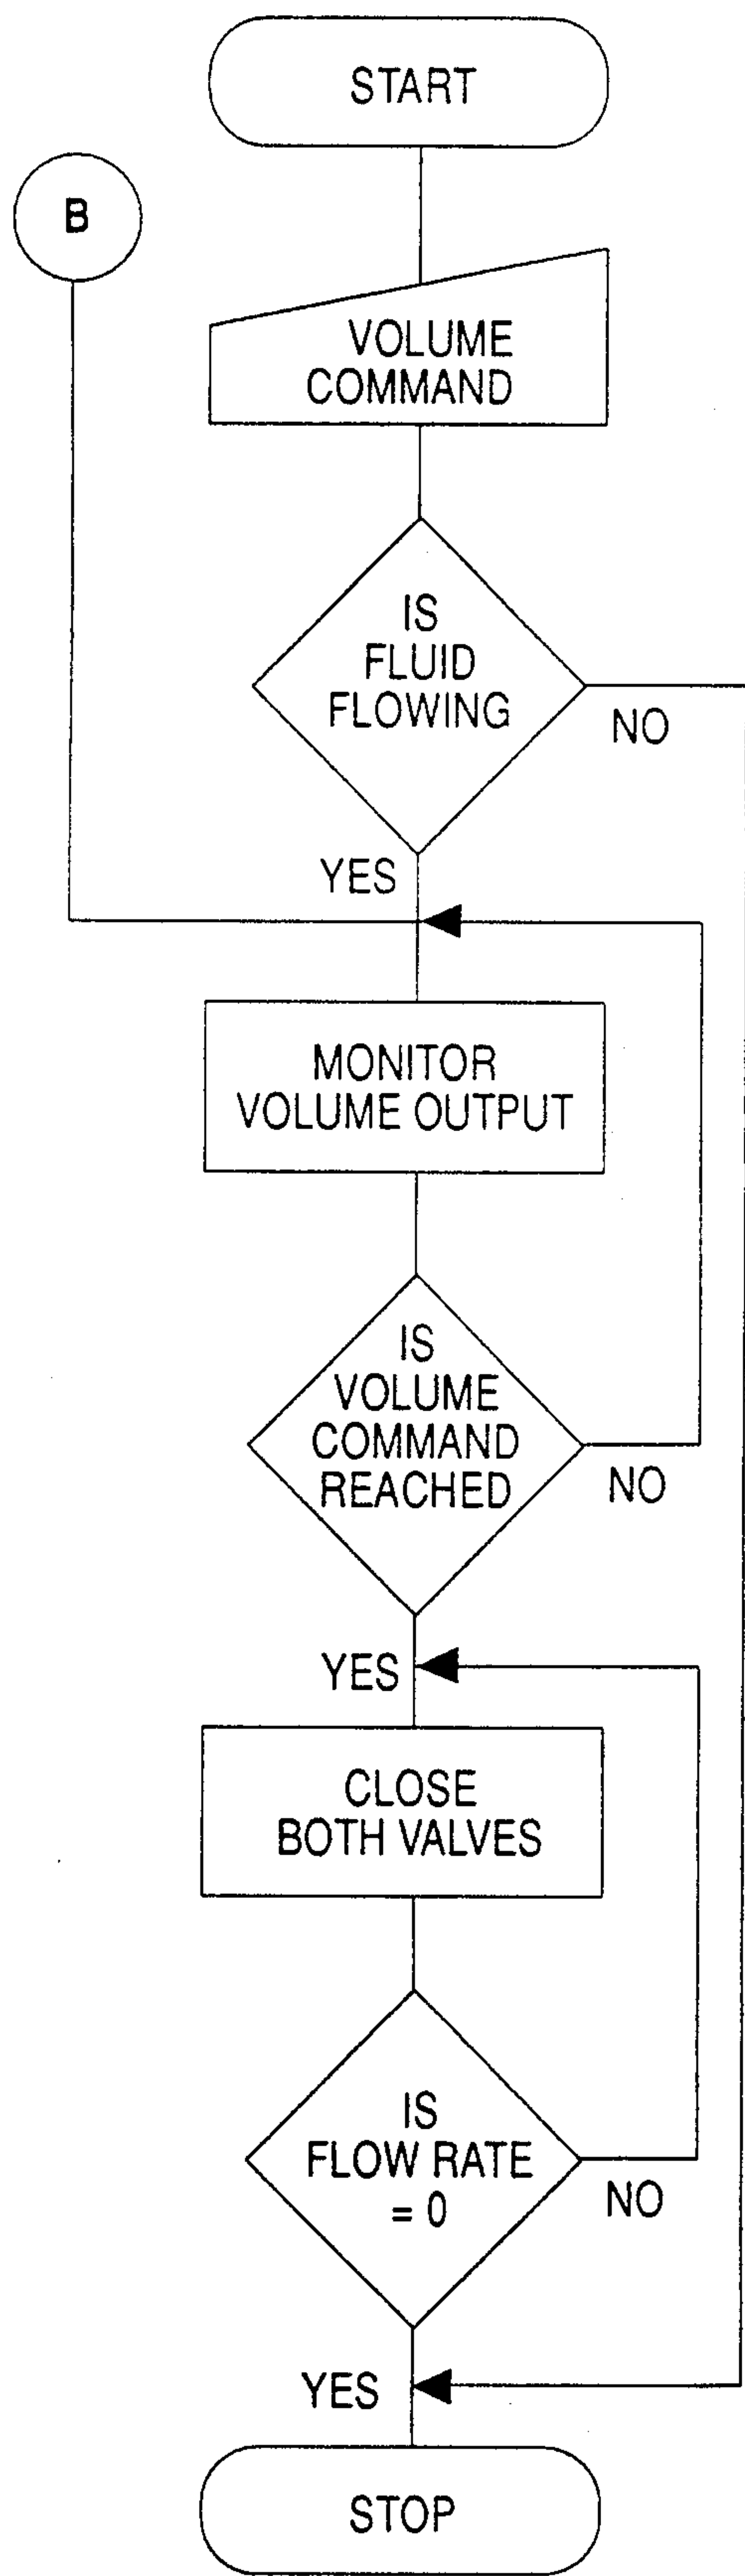 START
B
VOLUME
COMMAND
IS
FLUID
FLOWING
NO
YES
MONITOR
VOLUME OUTPUT
IS
VOLUME
COMMAND
REACHED
NO
YES
CLOSE
BOTH VALVES
IS
FLOW RATE
= 0
NO
YES
STOP